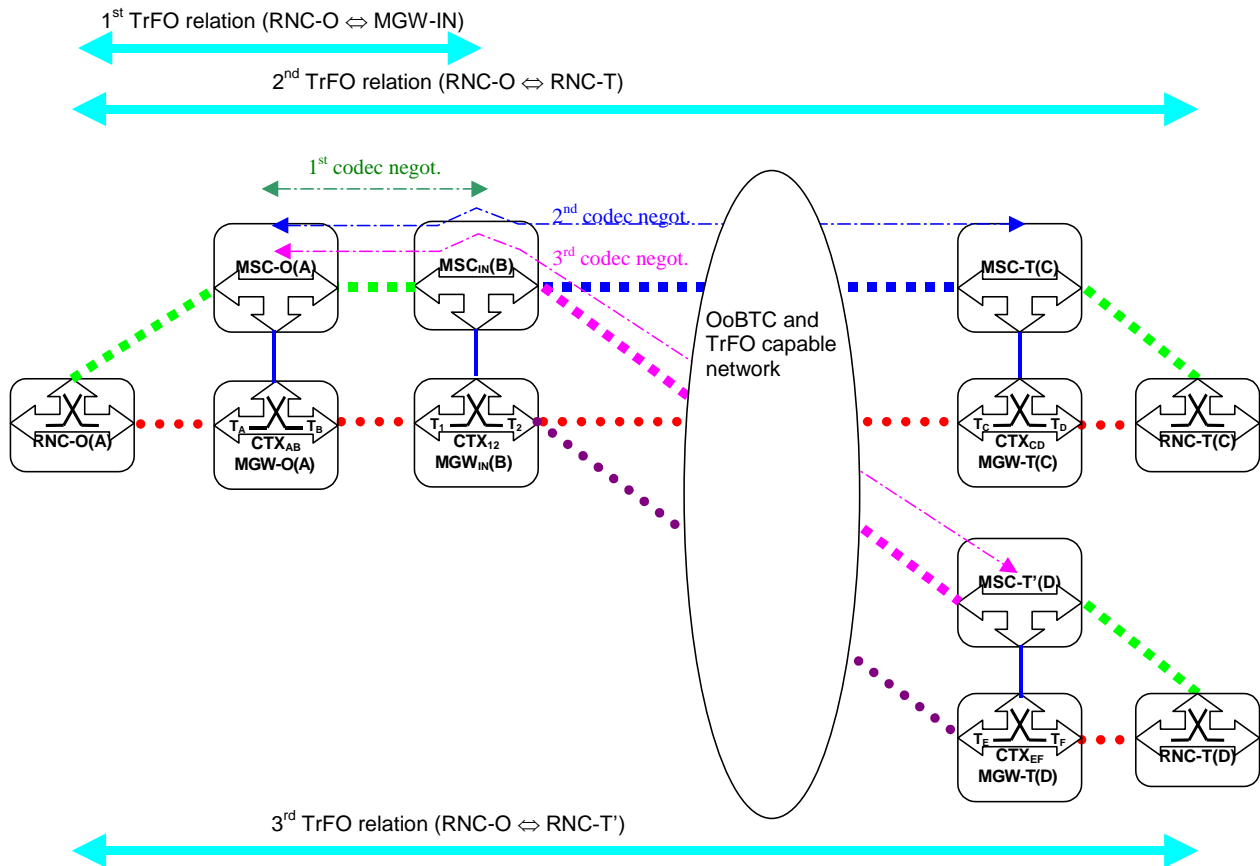 1st TrFO relation (RNC-O ⇔ MGW-IN)
2nd TrFO relation (RNC-O ⇔ RNC-T)
1st codec negot.
2nd codec negot.
3rd codec negot.
MSC-O(A)
MSCIN(B)
MSC-T(C)
OoBTC and
TrFO capable
network
RNC-O(A)
TA TB
CTXAB
MGW-O(A)
T1 T2
CTX12
MGWIN(B)
TC TD
CTXCD
MGW-T(C)
RNC-T(C)
MSC-T’(D)
TE TF
CTXEF
MGW-T(D)
RNC-T(D)
3rd TrFO relation (RNC-O ⇔ RNC-T’)